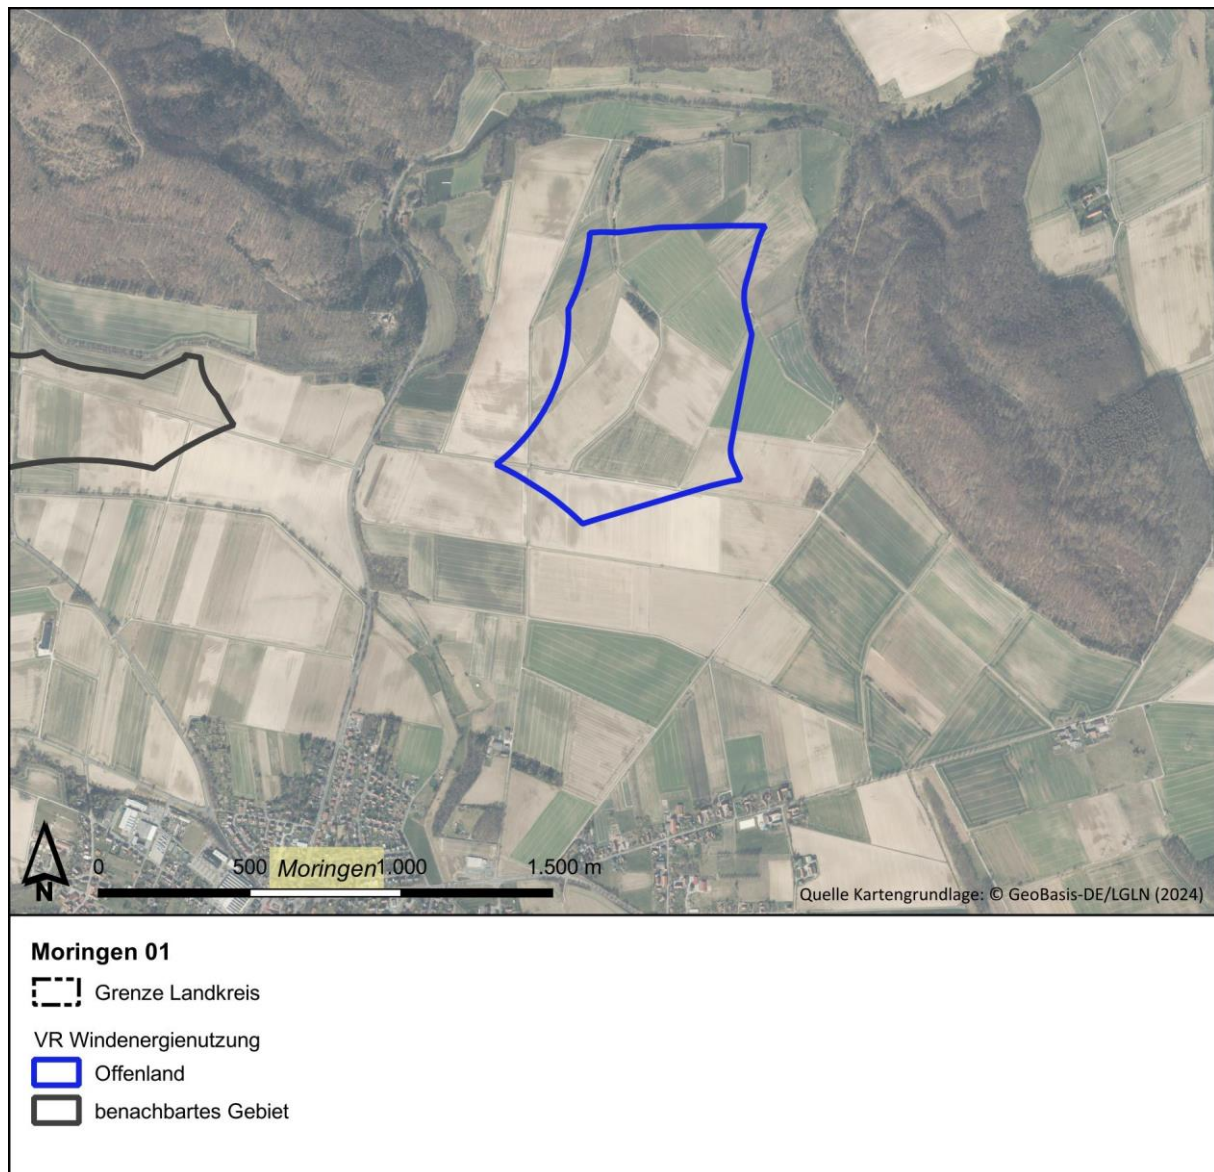 0 500 Moringen 1.000 1.500 m
N
Quelle Kartengrundlage: © GeoBasis-DE/LGLN (2024)
Moringen 01
Grenze Landkreis
VR Windenergienutzung
Offenland
benachbartes Gebiet